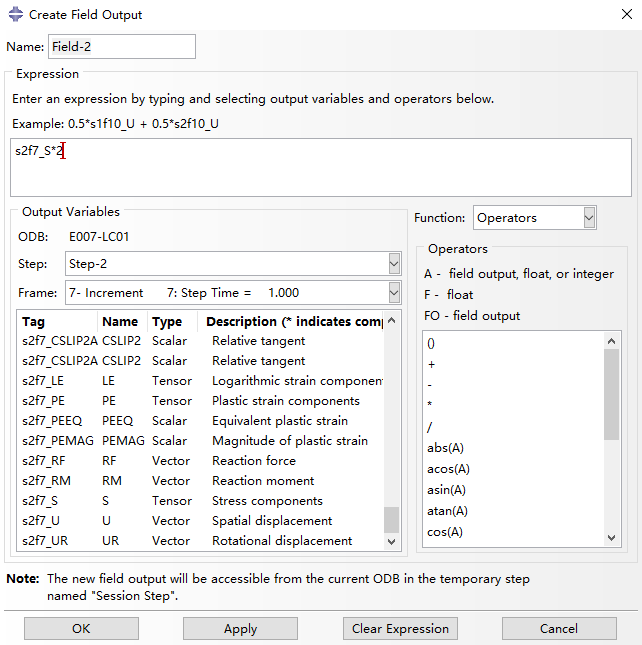 Create Field Output
Name: Field-2
Expression
Enter an expression by typing and selecting output variables and operators below.
Example: 0.5*s1f10_U + 0.5*s2f10_U
s2f7_S*2
Output Variables
ODB: E007-LC01
Step: Step-2
Frame: 7- Increment 7: Step Time = 1.000
Tag Name Type Description (* indicates comp
s2f7_CSLIP2A CSLIP2 Scalar Relative tangent
s2f7_CSLIP2A CSLIP2 Scalar Relative tangent
s2f7_LE LE Tensor Logarithmic strain componen
s2f7_PE PE Tensor Plastic strain components
s2f7_PEEQ PEEQ Scalar Equivalent plastic strain
s2f7_PEMAG PEMAG Scalar Magnitude of plastic strain
s2f7_RF RF Vector Reaction force
s2f7_RM RM Vector Reaction moment
s2f7_S S Tensor Stress components
s2f7_U U Vector Spatial displacement
s2f7_UR UR Vector Rotational displacement
Function: Operators
Operators
A - field output, float, or integer
F - float
FO - field output
()
+
-
*
/
abs(A)
acos(A)
asin(A)
atan(A)
cos(A)
Note: The new field output will be accessible from the current ODB in the temporary step
named "Session Step".
OK Apply Clear Expression Cancel